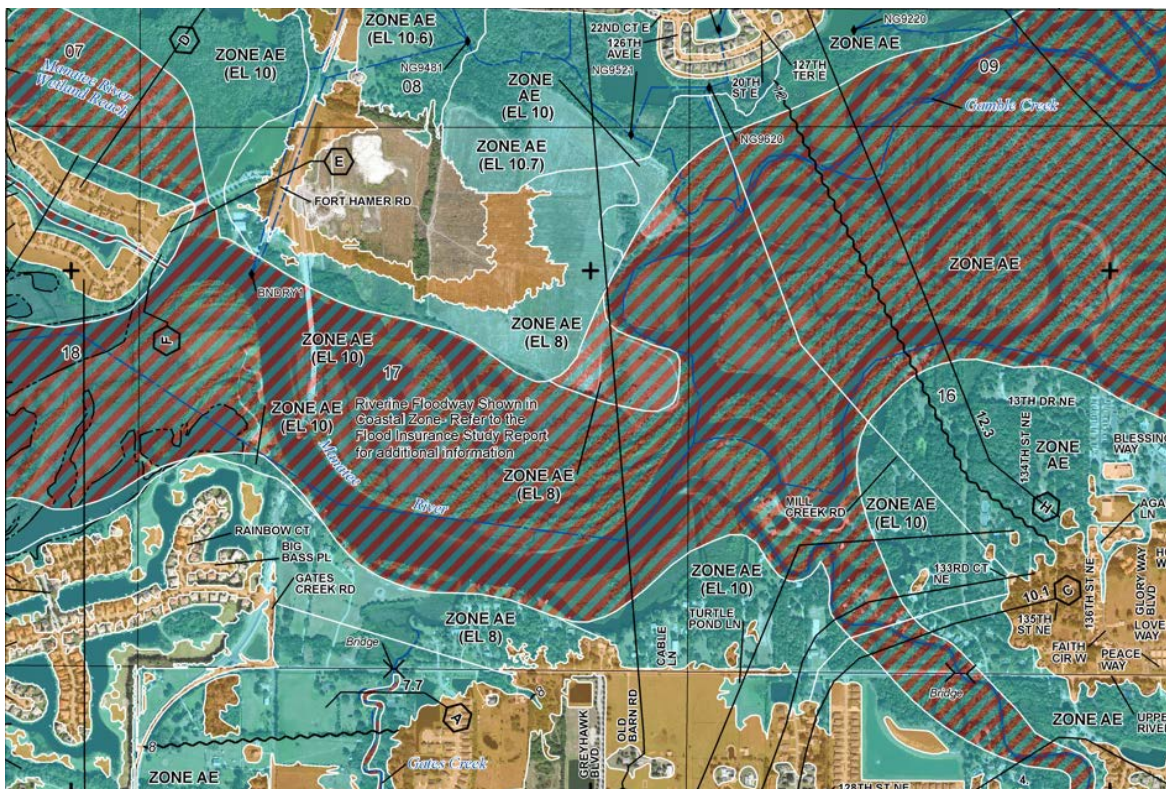 ZONE AE
(EL 10.6)
22ND CT E
126TH
AVE E
NG9220
ZONE AE
D
ZONE AE
(EL 10)
07
Manatee River
Wetland Reach
NG9481
08
ZONE
AE
(EL 10)
NG9521
20TH
ST E
127TH
TER E
12
09
Gamble Creek
ZONE AE
(EL 10.7)
NG9620
E
FORT HAMER RD
ZONE AE
BNDRY1
ZONE AE
(EL 8)
F
18
ZONE AE
(EL 10)
17
ZONE AE
(EL 10)
Riverine Floodway Shown in
Coastal Zone- Refer to the
Flood Insurance Study Report
for additional information
Manatee
River
ZONE AE
(EL 8)
16
13TH DR NE
12.3
134TH ST NE
ZONE
AE
BLESSING
WAY
H
MILL
CREEK RD
ZONE AE
(EL 10)
AGA
LN
RAINBOW CT
BIG
BASS PL
GATES
CREEK RD
ZONE AE
(EL 10)
133RD CT
NE
10.1
C
136TH ST NE
GLORY WAY
BLVD
135TH
ST NE
LOVE
WAY
TURTLE
POND LN
ZONE AE
(EL 8)
CABLE
LN
FAITH
CIR W
PEACE
WAY
Bridge
7.7
8
A
Bridge
OLD
BARN RD
GREYHAWK
BLVD
ZONE AE
UPPE
RIVER
8
ZONE AE
Gates Creek
128TH ST NE
4